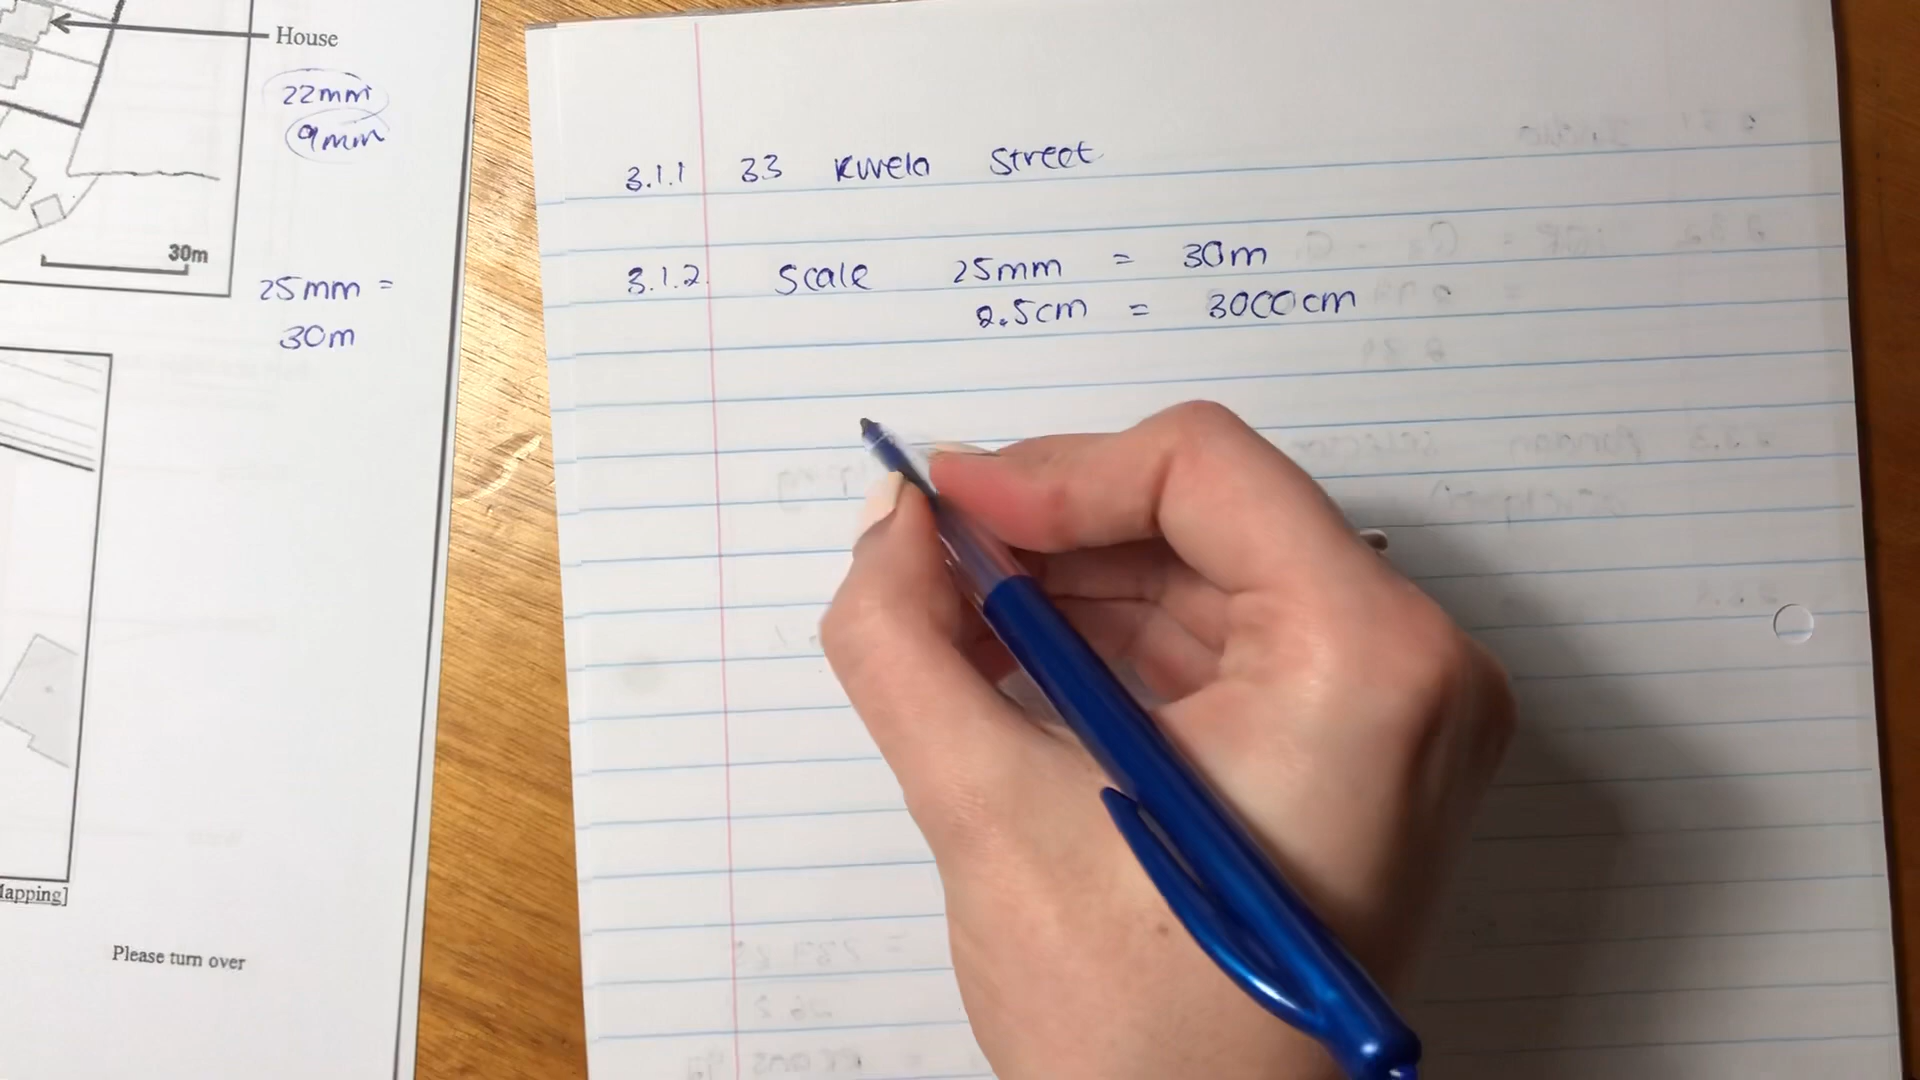 House
22mm
9mm
30m
25mm =
30m
Mapping]
Please turn over
3.1.1 33 Kwela Street
3.1.2. Scale 25mm = 30m
2.5cm = 3000cm